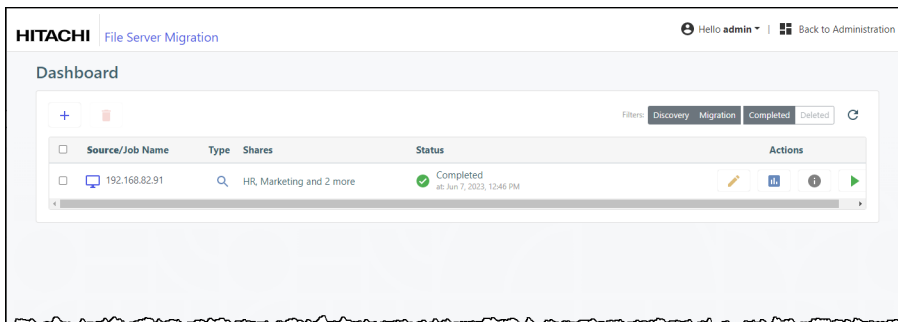 HITACHI File Server Migration
Hello admin | Back to Administration
Dashboard
+ Filters: Discovery Migration Completed Deleted
Source/Job Name Type Shares Status Actions
192.168.82.91 HR, Marketing and 2 more Completed
at: Jun 7, 2023, 12:46 PM